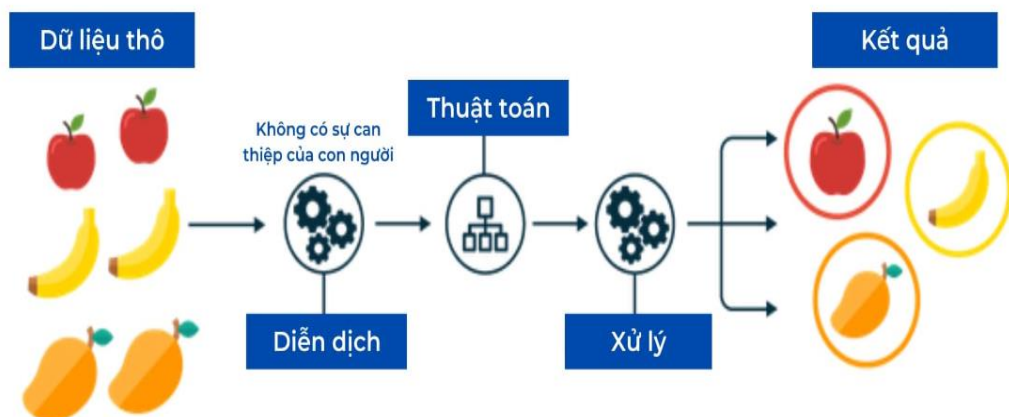 Dữ liệu thô
Kết quả
Thuật toán
Không có sự can
thiệp của con người
Diễn dịch
Xử lý